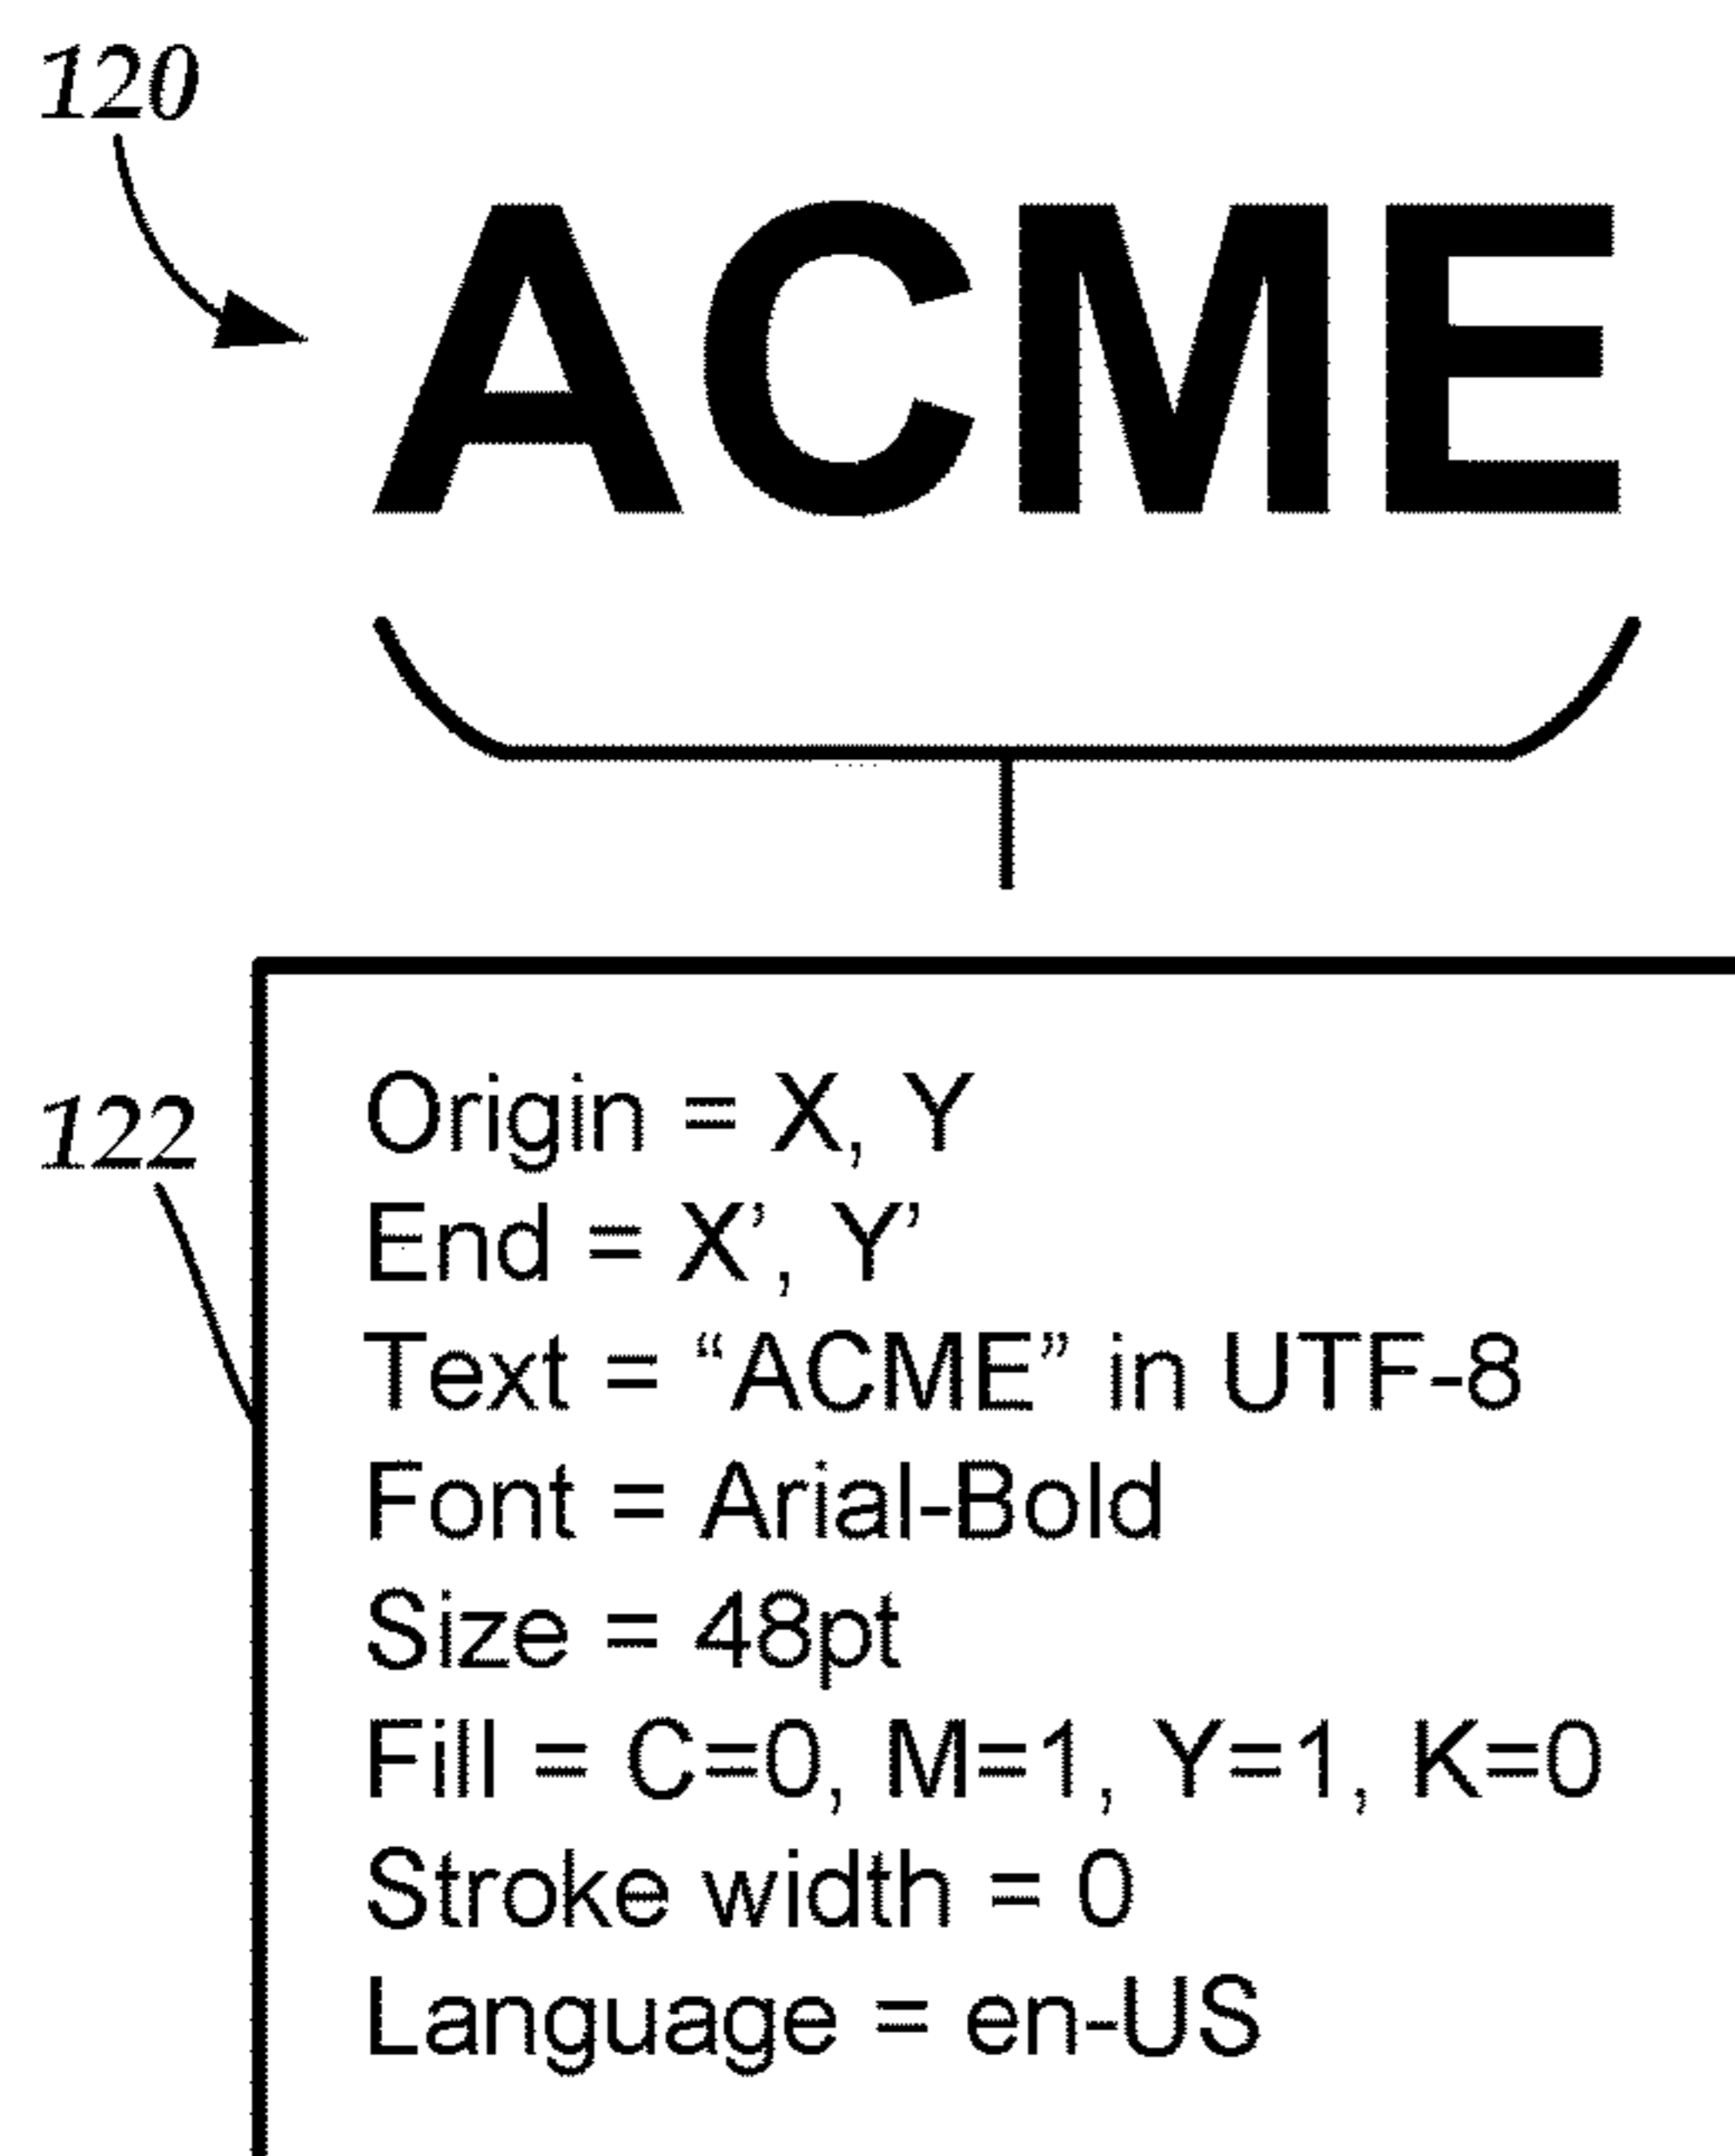 120
ACME
122
Origin = X, Y
End = X’, Y’
Text = “ACME” in UTF-8
Font = Arial-Bold
Size = 48pt
Fill = C=0, M=1, Y=1, K=0
Stroke width = 0
Language = en-US